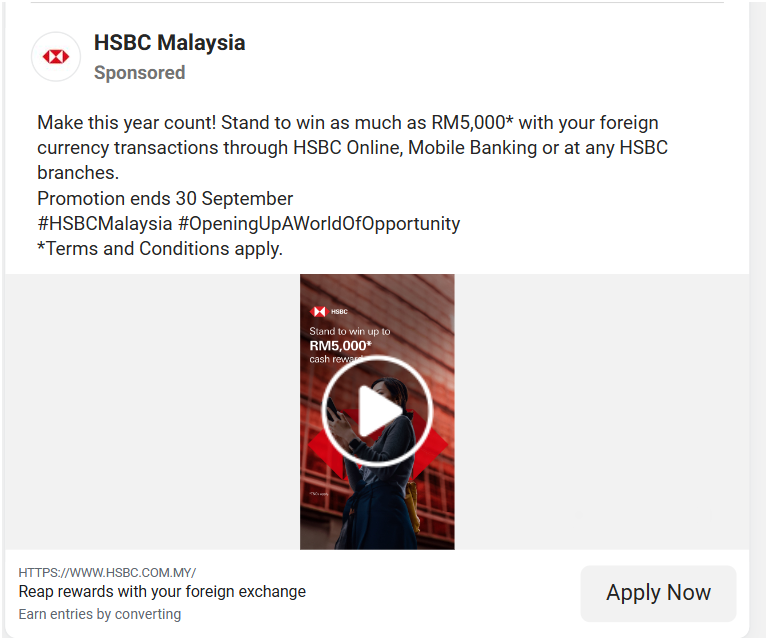 HSBC Malaysia
Sponsored
Make this year count! Stand to win as much as RM5,000* with your foreign
currency transactions through HSBC Online, Mobile Banking or at any HSBC
branches.
Promotion ends 30 September
#HSBCMalaysia #OpeningUpAWorldOfOpportunity
*Terms and Conditions apply.
HSBC
Stand to win up to
RM5,000*
cash reward
HTTPS://WWW.HSBC.COM.MY/
Reap rewards with your foreign exchange
Earn entries by converting
Apply Now